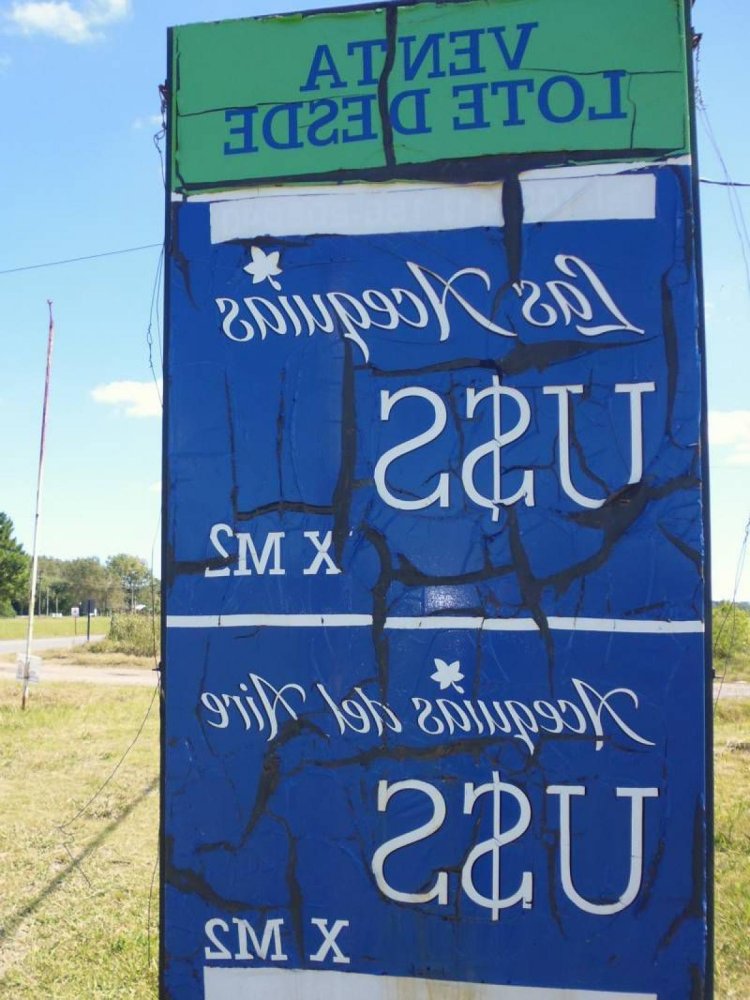 VENTA
LOTE DESDE
Las Acequias
U$S
X M2
Acequias del Aire
U$S
X M2